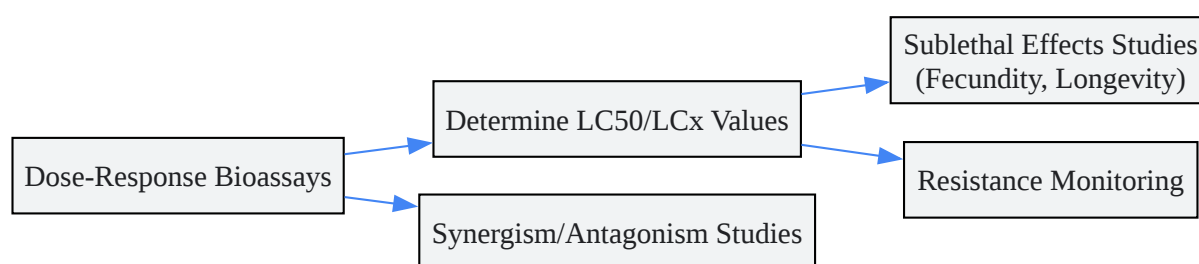 Sublethal Effects Studies
(Fecundity, Longevity)
Determine LC50/LCx Values
Dose-Response Bioassays
Resistance Monitoring
Synergism/Antagonism Studies